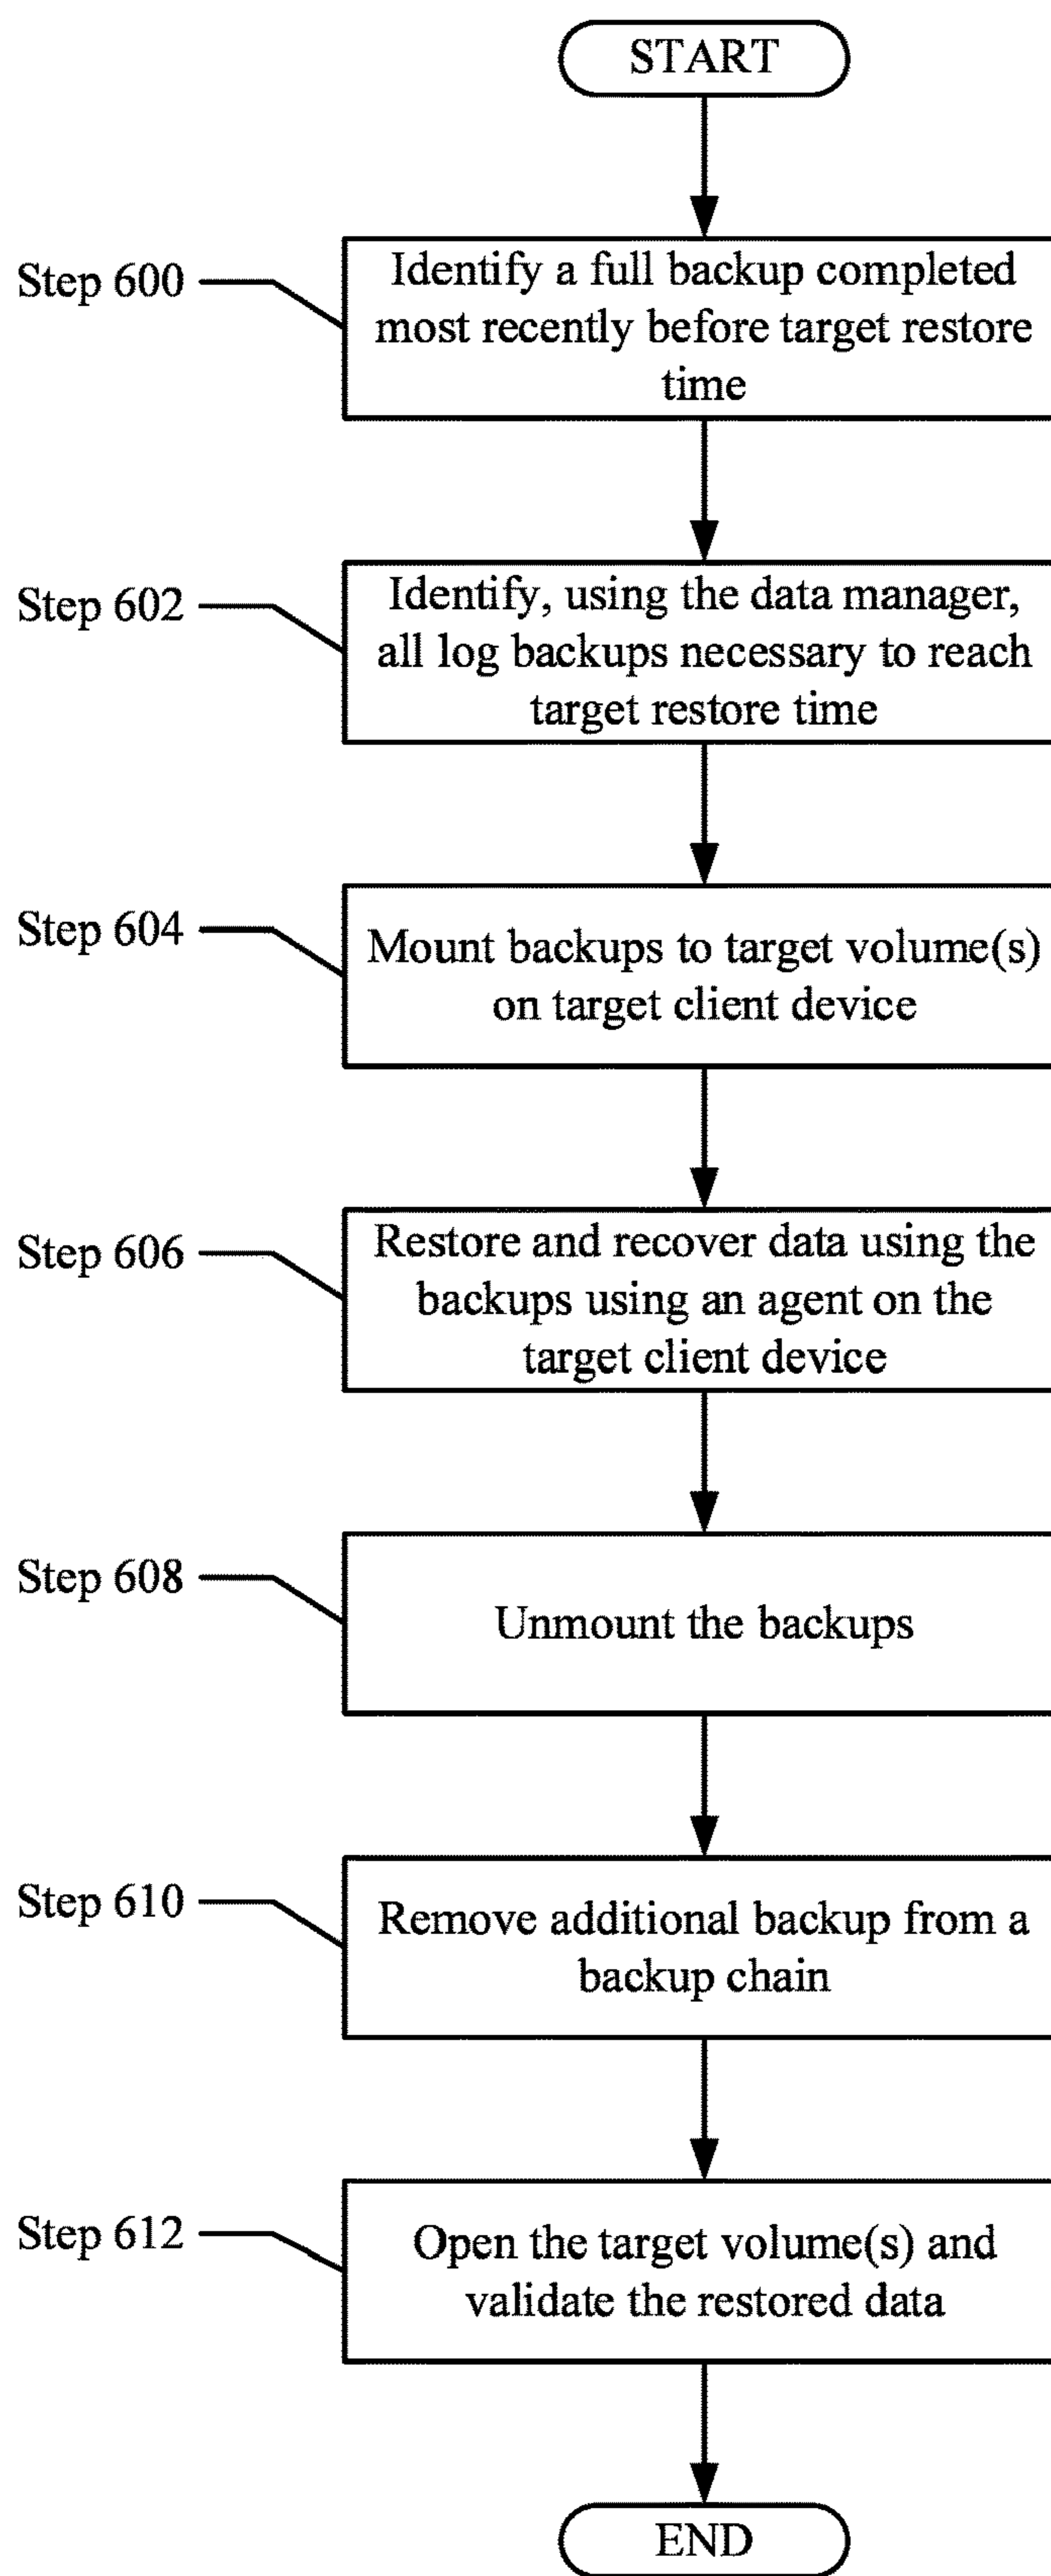 START
Step 600
Identify a full backup completed
most recently before target restore
time
Step 602
Identify, using the data manager,
all log backups necessary to reach
target restore time
Step 604
Mount backups to target volume(s)
on target client device
Step 606
Restore and recover data using the
backups using an agent on the
target client device
Step 608
Unmount the backups
Step 610
Remove additional backup from a
backup chain
Step 612
Open the target volume(s) and
validate the restored data
END